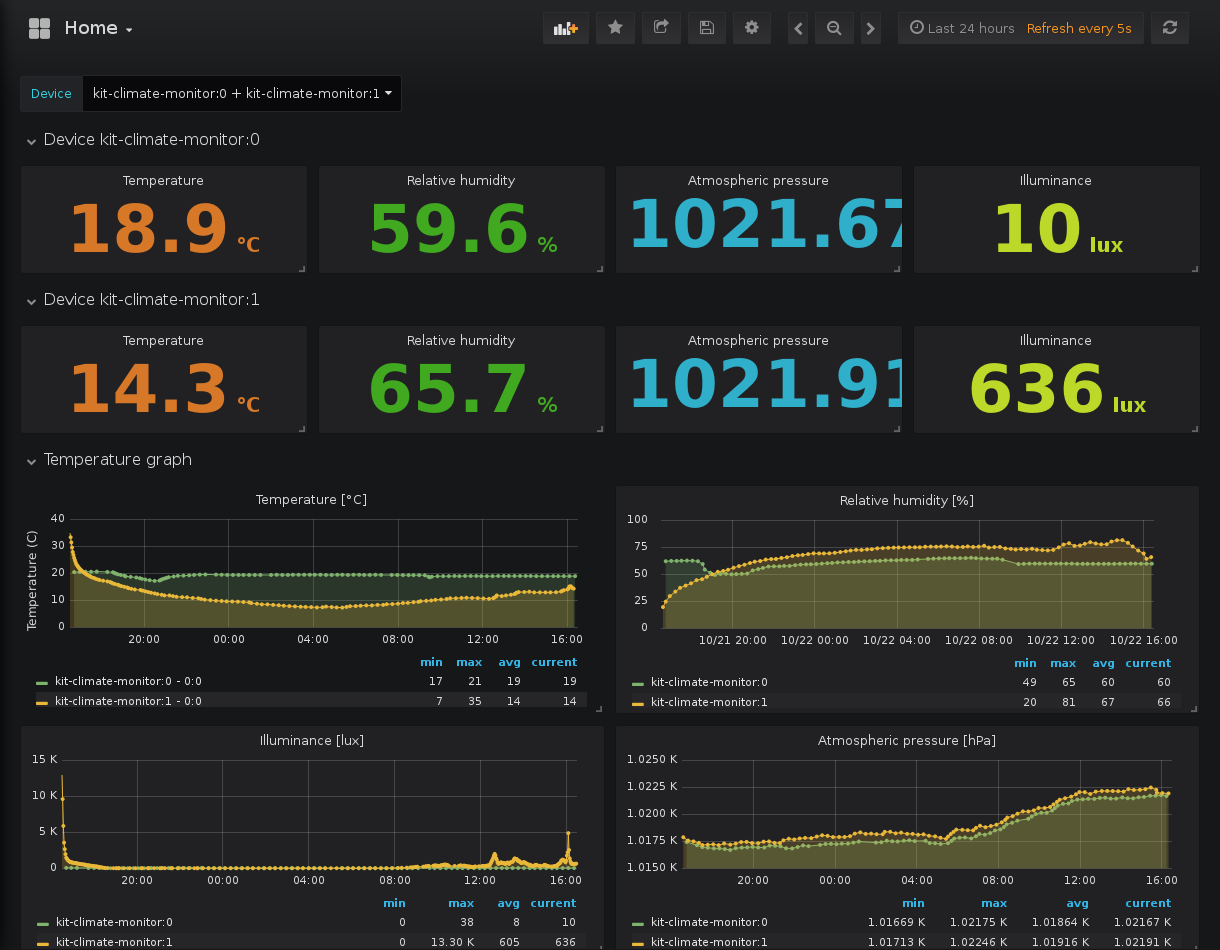 Home
Last 24 hours Refresh every 5s
Device kit-climate-monitor:0 + kit-climate-monitor:1
Device kit-climate-monitor:0
Temperature Relative humidity Atmospheric pressure Illuminance
18.9 °C 59.6 % 1021.67 10 lux
Device kit-climate-monitor:1
Temperature Relative humidity Atmospheric pressure Illuminance
14.3 °C 65.7 % 1021.91 636 lux
Temperature graph
Temperature [°C]
Temperature (C)
40
30
20
10
0
20:00 00:00 04:00 08:00 12:00 16:00
min max avg current
kit-climate-monitor:0 - 0:0 17 21 19 19
kit-climate-monitor:1 - 0:0 7 35 14 14
Relative humidity [%]
100
75
50
25
0
10/21 20:00 10/22 00:00 10/22 04:00 10/22 08:00 10/22 12:00 10/22 16:00
min max avg current
kit-climate-monitor:0 49 65 60 60
kit-climate-monitor:1 20 81 67 66
Illuminance [lux]
15 K
10 K
5 K
0
20:00 00:00 04:00 08:00 12:00 16:00
min max avg current
kit-climate-monitor:0 0 38 8 10
kit-climate-monitor:1 0 13.30 K 605 636
Atmospheric pressure [hPa]
1.0250 K
1.0225 K
1.0200 K
1.0175 K
1.0150 K
20:00 00:00 04:00 08:00 12:00 16:00
min max avg current
kit-climate-monitor:0 1.01669 K 1.02175 K 1.01864 K 1.02167 K
kit-climate-monitor:1 1.01713 K 1.02246 K 1.01916 K 1.02191 K